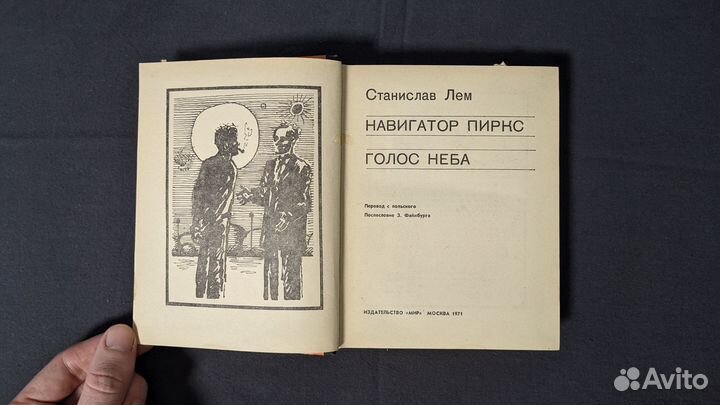 Станислав Лем
НАВИГАТОР ПИРКС
ГОЛОС НЕБА
Перевод с польского
Послесловие З. Файнбурга
ИЗДАТЕЛЬСТВО «МИР» МОСКВА 1971
Avito